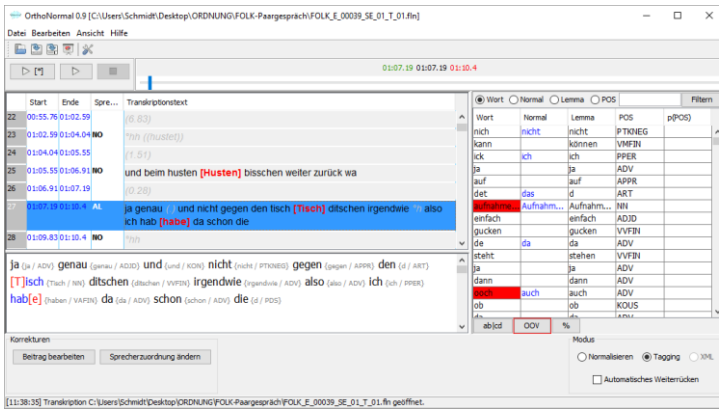 OrthoNormal 0.9 [C:\Users\Schmidt\Desktop\ORDNUNG\FOLK-Paargespräch\FOLK_E_00039_SE_01_T_01.fln]
Datei Bearbeiten Ansicht Hilfe
01:07.19 01:07.19 01:10.4
Start Ende Spre... Transkriptionstext
22 00:55.76 01:02.59 (6.83)
23 01:02.59 01:04.04 NO °hh ((hustet))
24 01:04.04 01:05.55 (1.51)
25 01:05.55 01:06.91 NO und beim husten [Husten] bisschen weiter zurück wa
26 01:06.91 01:07.19 (0.28)
27 01:07.19 01:10.4 AL ja genau (.) und nicht gegen den tisch [Tisch] ditschen irgendwie °h also
ich hab [habe] da schon die
28 01:09.83 01:10.4 NO °hh
ja (ja / ADV) genau (genau / ADJD) und (und / KON) nicht (nicht / PTKNEG) gegen (gegen / APPR) den (d / ART)
[T]isch (Tisch / NN) ditschen (ditschen / VVFIN) irgendwie (irgendwie / ADV) also (also / ADV) ich (ich / PPER)
hab[e] (haben / VAFIN) da (da / ADV) schon (schon / ADV) die (d / PDS)
Wort Normal Lemma POS Filtern
Wort Normal Lemma POS p(POS)
nich nicht nicht PTKNEG
kann können VMFIN
ick ich ich PPER
ja ja ADV
auf auf APPR
det das d ART
aufnahme... Aufnahm... Aufnahm... NN
einfach einfach ADJD
gucken gucken VVFIN
de da da ADV
steht stehen VVFIN
ja ja ADV
dann dann ADV
ooch auch auch ADV
ob ob KOUS
da da ADV
ab|cd OOV %
Korrekturen
Beitrag bearbeiten Sprecherzuordnung ändern
Modus
Normalisieren Tagging XML
Automatisches Weiterrücken
[11:38:35] Transkription C:\Users\Schmidt\Desktop\ORDNUNG\FOLK-Paargespräch\FOLK_E_00039_SE_01_T_01.fln geöffnet.